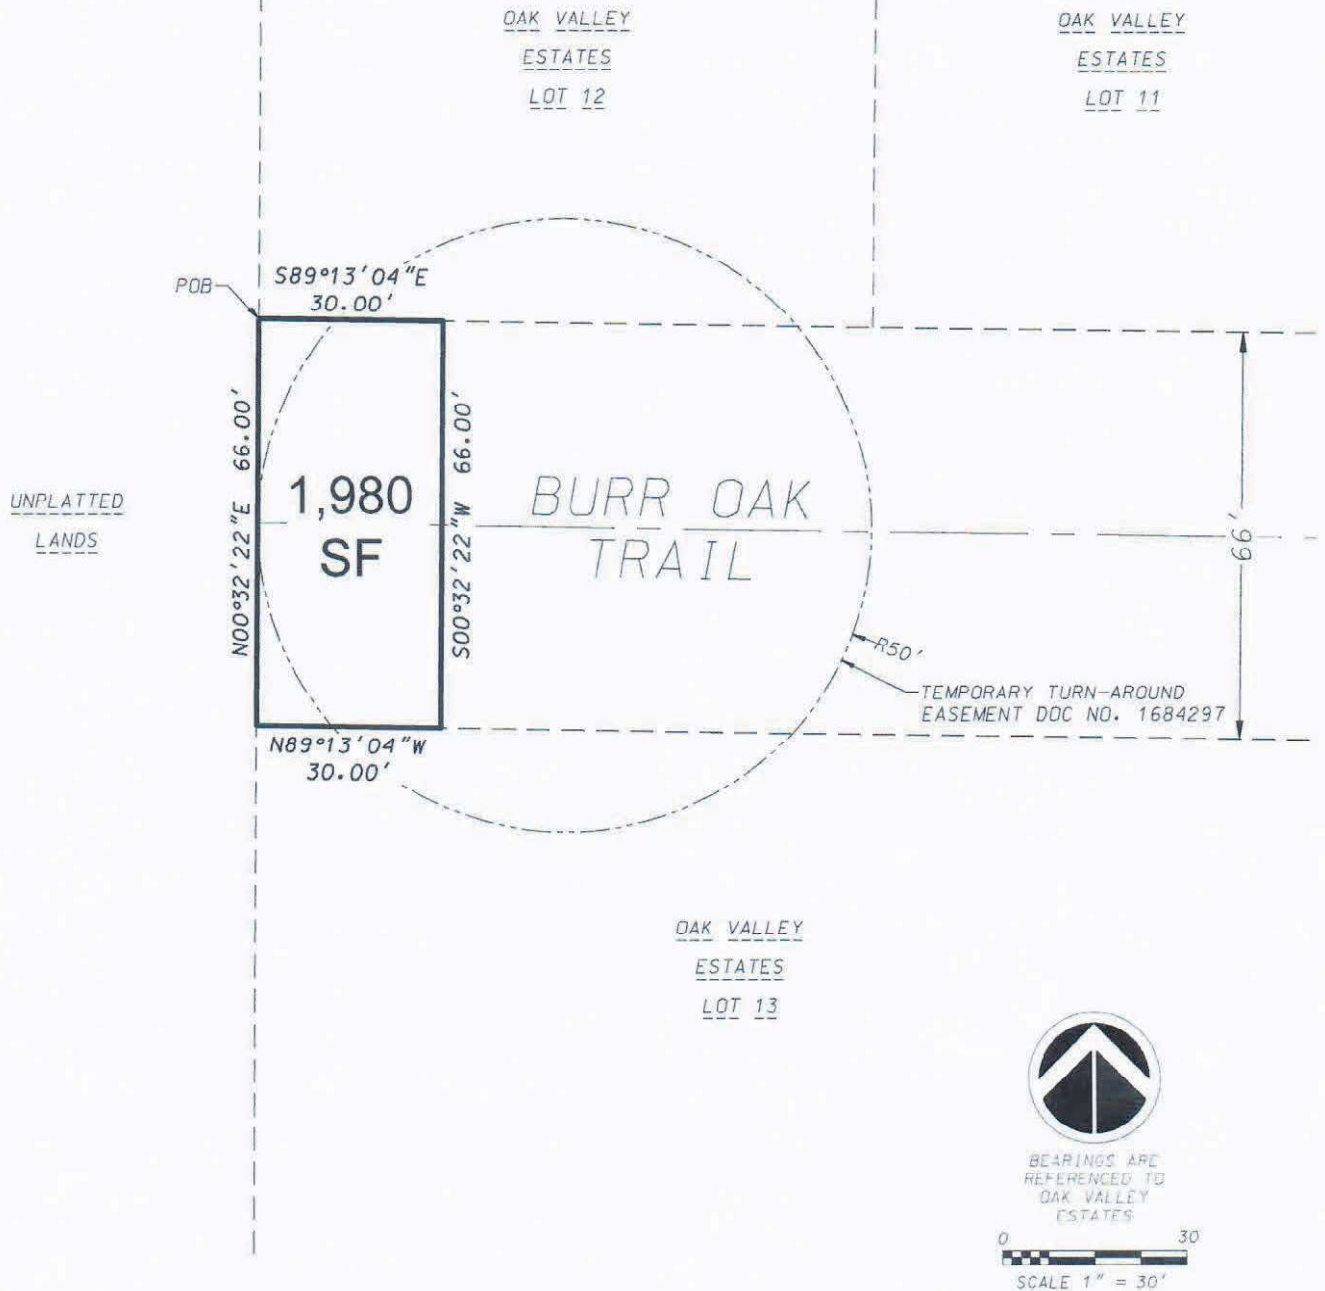 OAK VALLEY
ESTATES
LOT 12
OAK VALLEY
ESTATES
LOT 11
POB
S89°13'04"E
30.00'
N00°32'22"E 66.00'
S00°32'22"W 66.00'
1,980
SF
BURR OAK
TRAIL
UNPLATTED
LANDS
66'
R50'
TEMPORARY TURN-AROUND
EASEMENT DOC NO. 1684297
N89°13'04"W
30.00'
OAK VALLEY
ESTATES
LOT 13
BEARINGS ARE
REFERENCED TO
OAK VALLEY
ESTATES
0 30
SCALE 1" = 30'